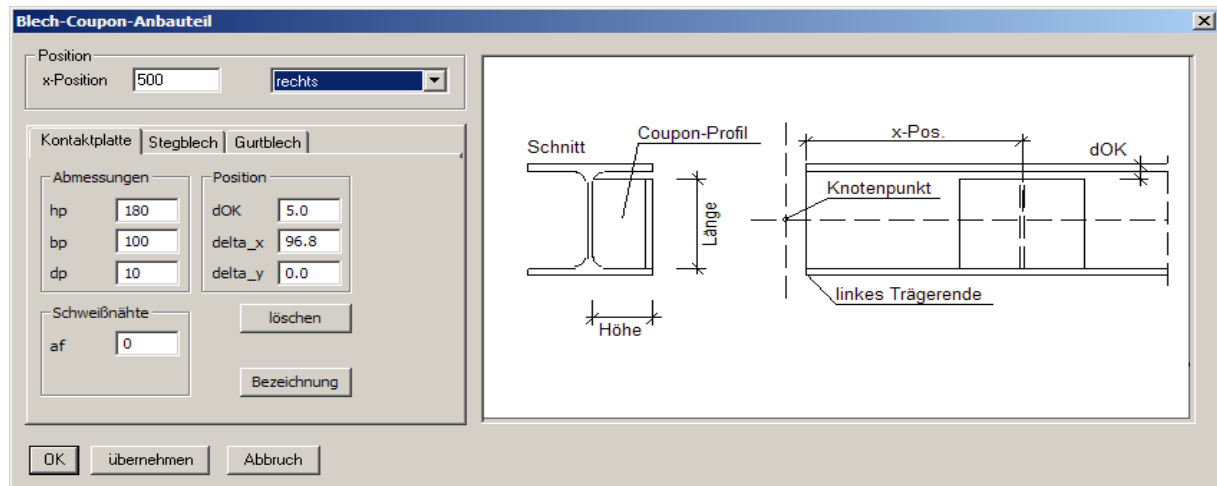 Blech-Coupon-Anbauteil
Position
x-Position 500 rechts
Kontaktplatte Stegblech Gurtblech
Abmessungen
hp 180
bp 100
dp 10
Position
dOK 5.0
delta_x 96.8
delta_y 0.0
Schweißnähte
af 0
löschen
Bezeichnung
OK übernehmen Abbruch
Schnitt
Coupon-Profil
Länge
Höhe
x-Pos.
dOK
Knotenpunkt
linkes Trägerende